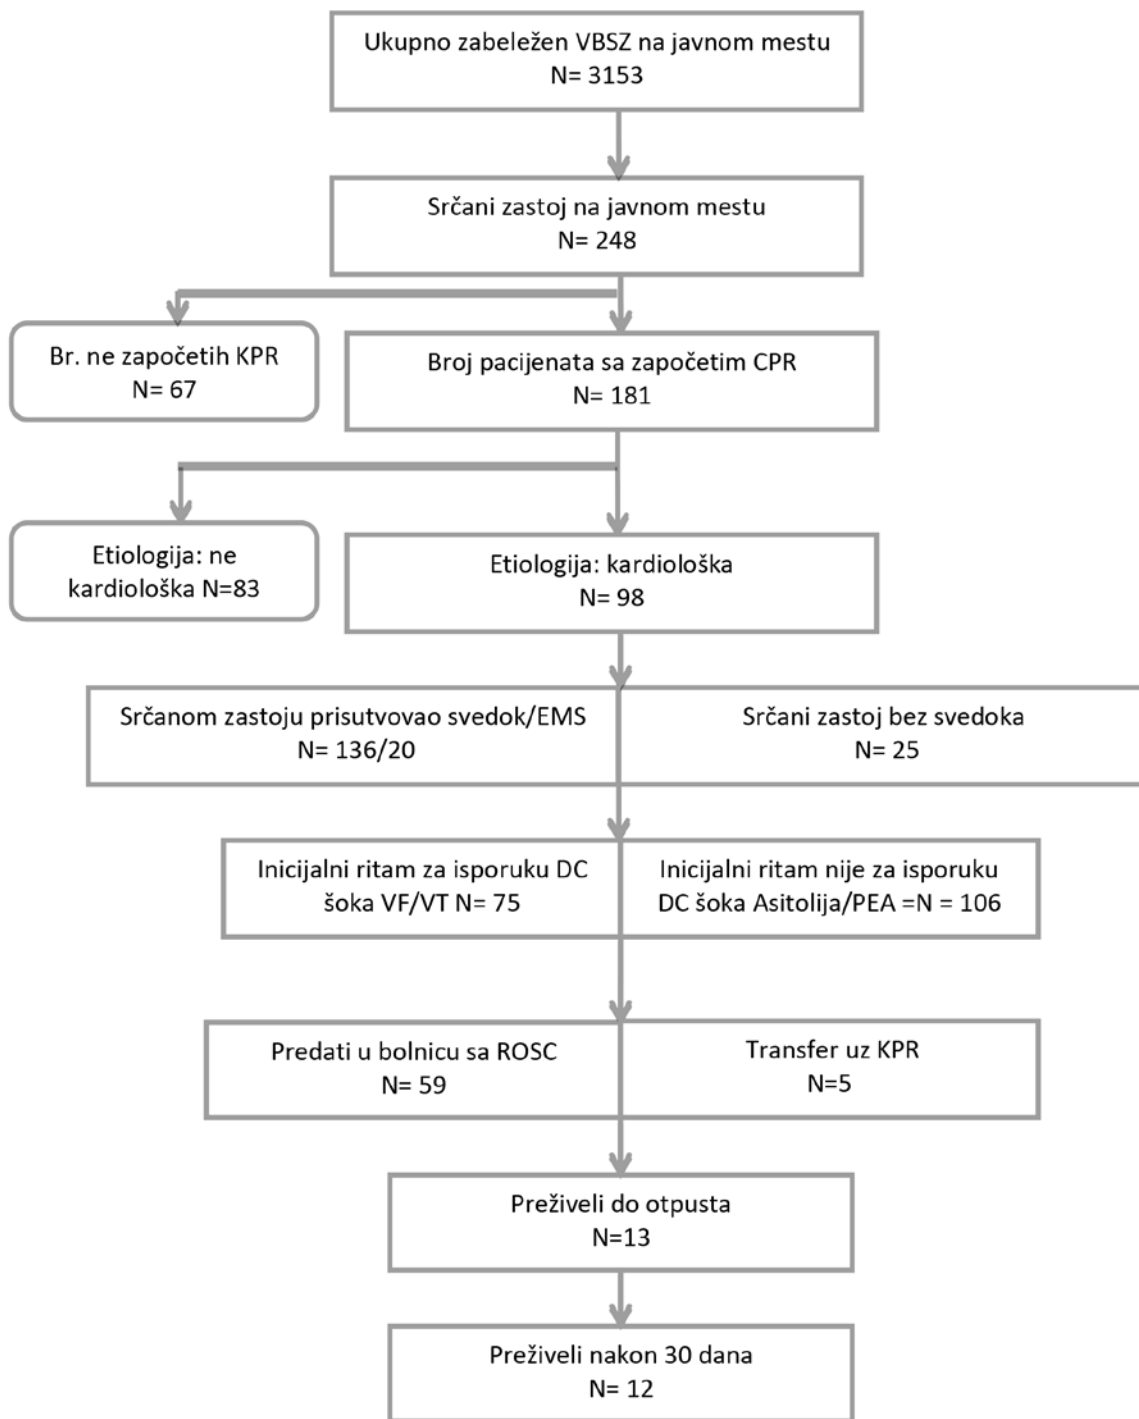 Ukupno zabeležen VBSZ na javnom mestu
N= 3153
Srčani zastoj na javnom mestu
N= 248
Br. ne započetih KPR
N= 67
Broj pacijenata sa započetim CPR
N= 181
Etiologija: ne
kardiološka N=83
Etiologija: kardiološka
N= 98
Srčanom zastoju prisutvovao svedok/EMS
N= 136/20
Srčani zastoj bez svedoka
N= 25
Inicijalni ritam za isporuku DC
šoka VF/VT N= 75
Inicijalni ritam nije za isporuku
DC šoka Asitolija/PEA =N = 106
Predati u bolnicu sa ROSC
N= 59
Transfer uz KPR
N=5
Preživeli do otpusta
N=13
Preživeli nakon 30 dana
N= 12